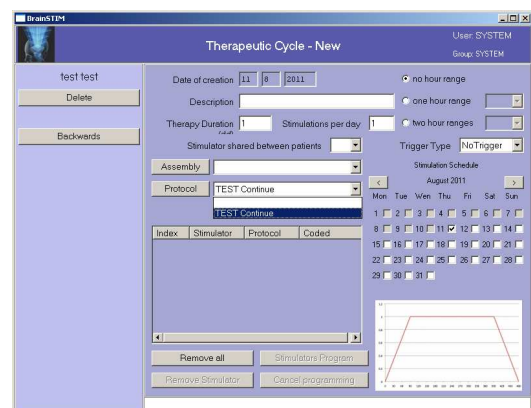 BrainSTIM
Therapeutic Cycle - New
User: SYSTEM
Group: SYSTEM
test test
Delete
Backwards
Date of creation 11 8 2011
no hour range
Description
one hour range
Therapy Duration 1 Stimulations per day: 1
two hour ranges
Stimulator shared between patients
Trigger Type NoTrigger
Assembly
Stimulation Schedule
< August 2011 >
Protocol TEST Continue
TEST Continue
Mon Tue Wen Thu Fri Sat Sun
1 2 3 4 5 6 7
8 9 10 11 12 13 14
15 16 17 18 19 20 21
22 23 24 25 26 27 28
29 30 31
Index Stimulator Protocol Coded
Remove all Stimulators Program
Remove Stimulator Cancel programming